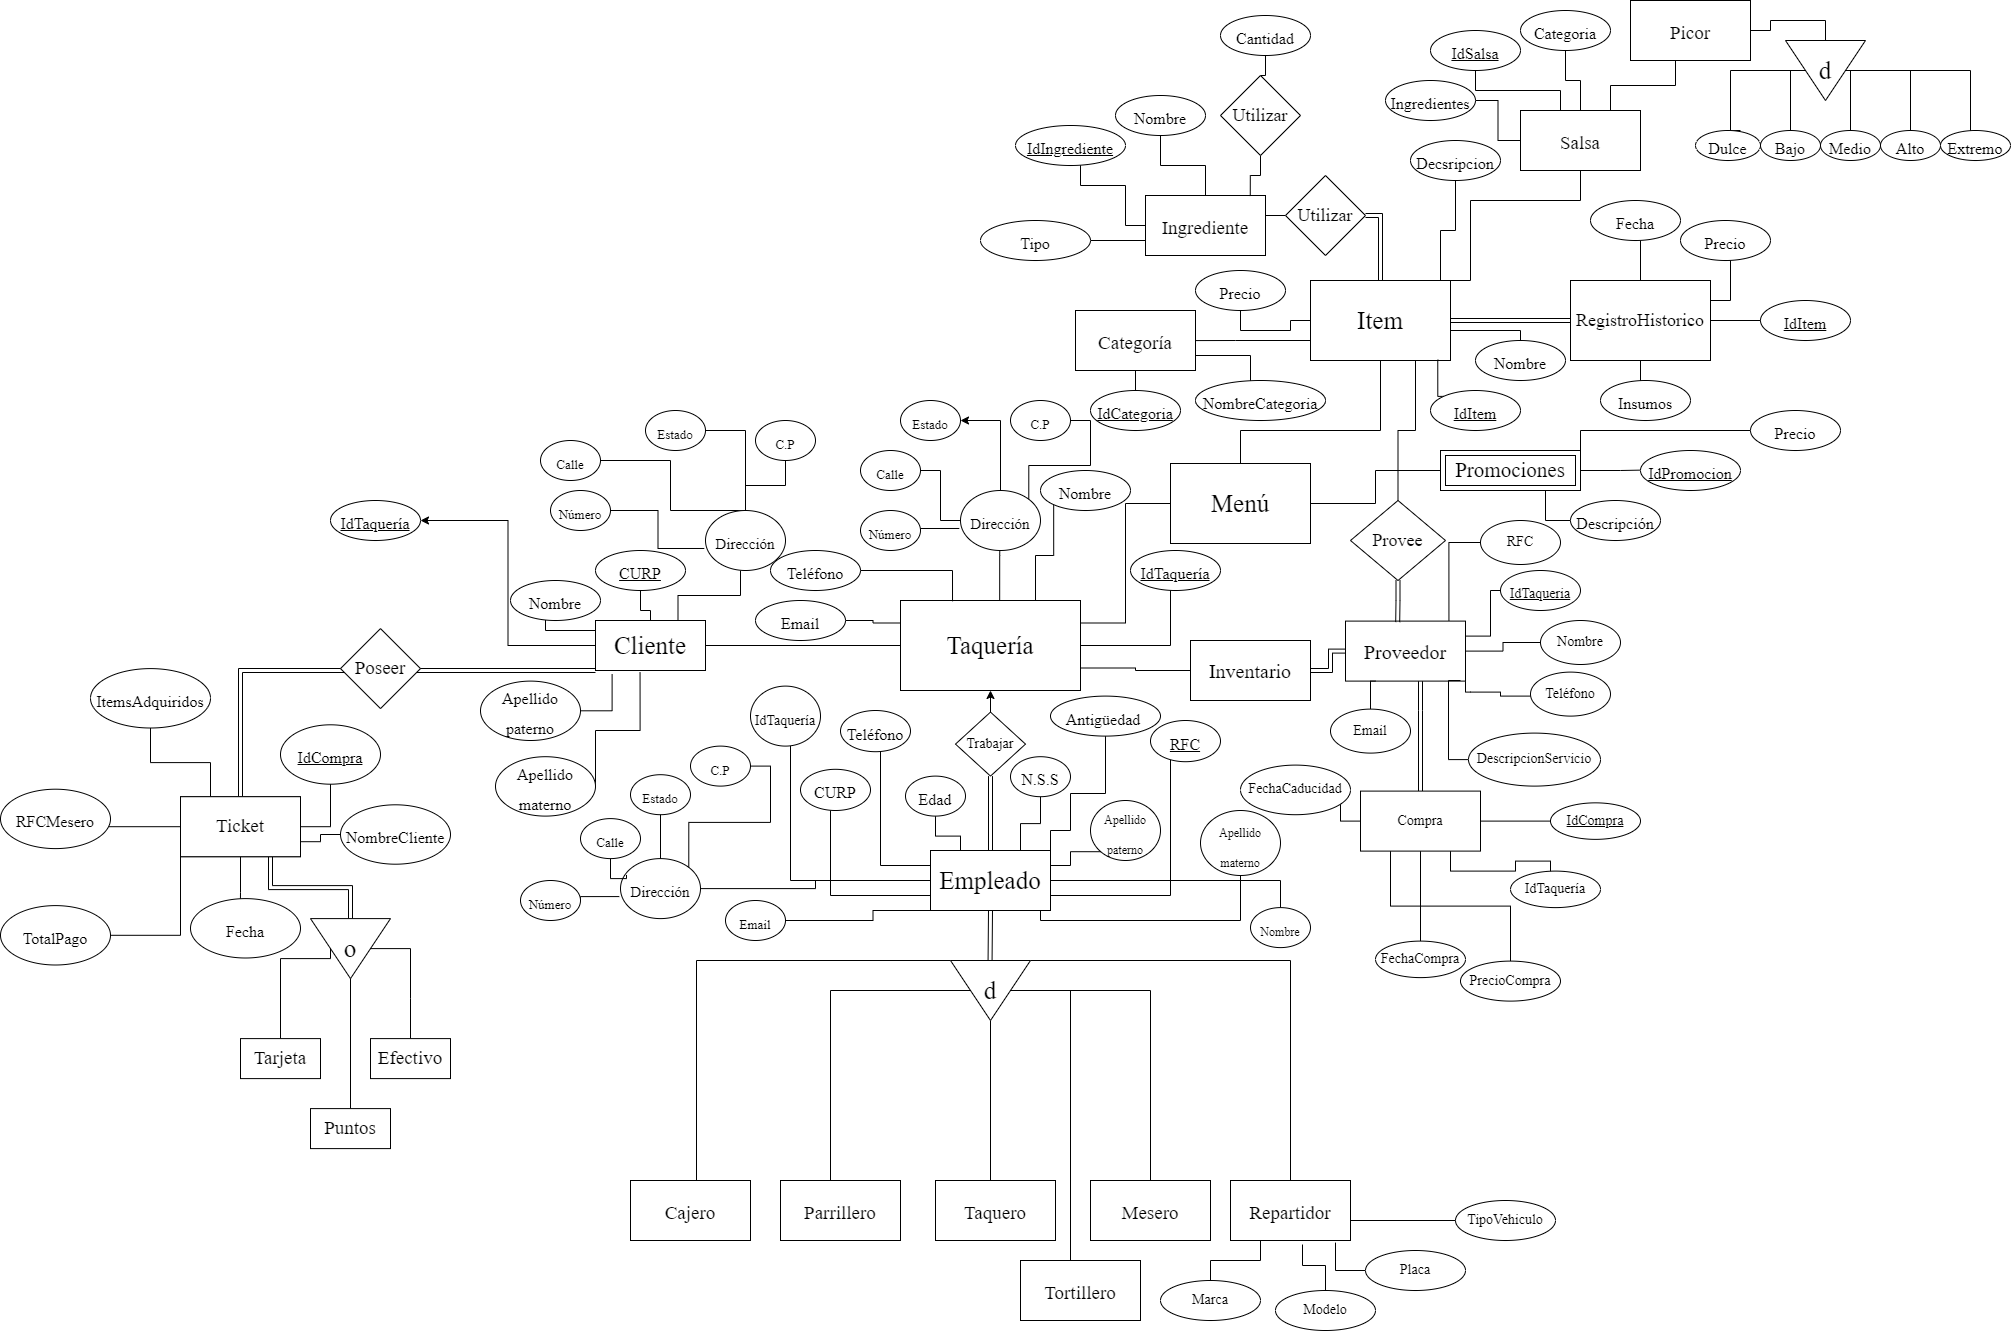 Picor
Cantidad
Categoria
IdSalsa
d
Ingredientes
Utilizar
Nombre
Salsa
IdIngrediente
Dulce
Bajo
Medio
Alto
Extremo
Decsripcion
Utilizar
Ingrediente
Tipo
Fecha
Precio
Precio
Item
RegistroHistorico
IdItem
Categoría
Nombre
NombreCategoria
IdCategoria
IdItem
Insumos
Estado
C.P
Estado
C.P
Precio
Calle
Calle
Promociones
IdPromocion
Nombre
Menú
Número
IdTaquería
Dirección
Descripción
Número
Dirección
Provee
RFC
CURP
Teléfono
IdTaquería
IdTaqueria
Nombre
Email
Cliente
Taquería
Nombre
Proveedor
Poseer
Inventario
Teléfono
ItemsAdquiridos
Apellido
paterno
IdTaquería
Antigüedad
Email
Teléfono
Trabajar
RFC
IdCompra
C.P
DescripcionServicio
Apellido
materno
N.S.S
FechaCaducidad
CURP
Estado
Edad
RFCMesero
Ticket
NombreCliente
Apellido
paterno
Compra
IdCompra
Calle
Apellido
materno
Empleado
Dirección
IdTaquería
Número
Email
Nombre
TotalPago
Fecha
o
FechaCompra
PrecioCompra
d
Tarjeta
Efectivo
Puntos
Cajero
Parrillero
Taquero
Mesero
Repartidor
TipoVehiculo
Placa
Tortillero
Marca
Modelo